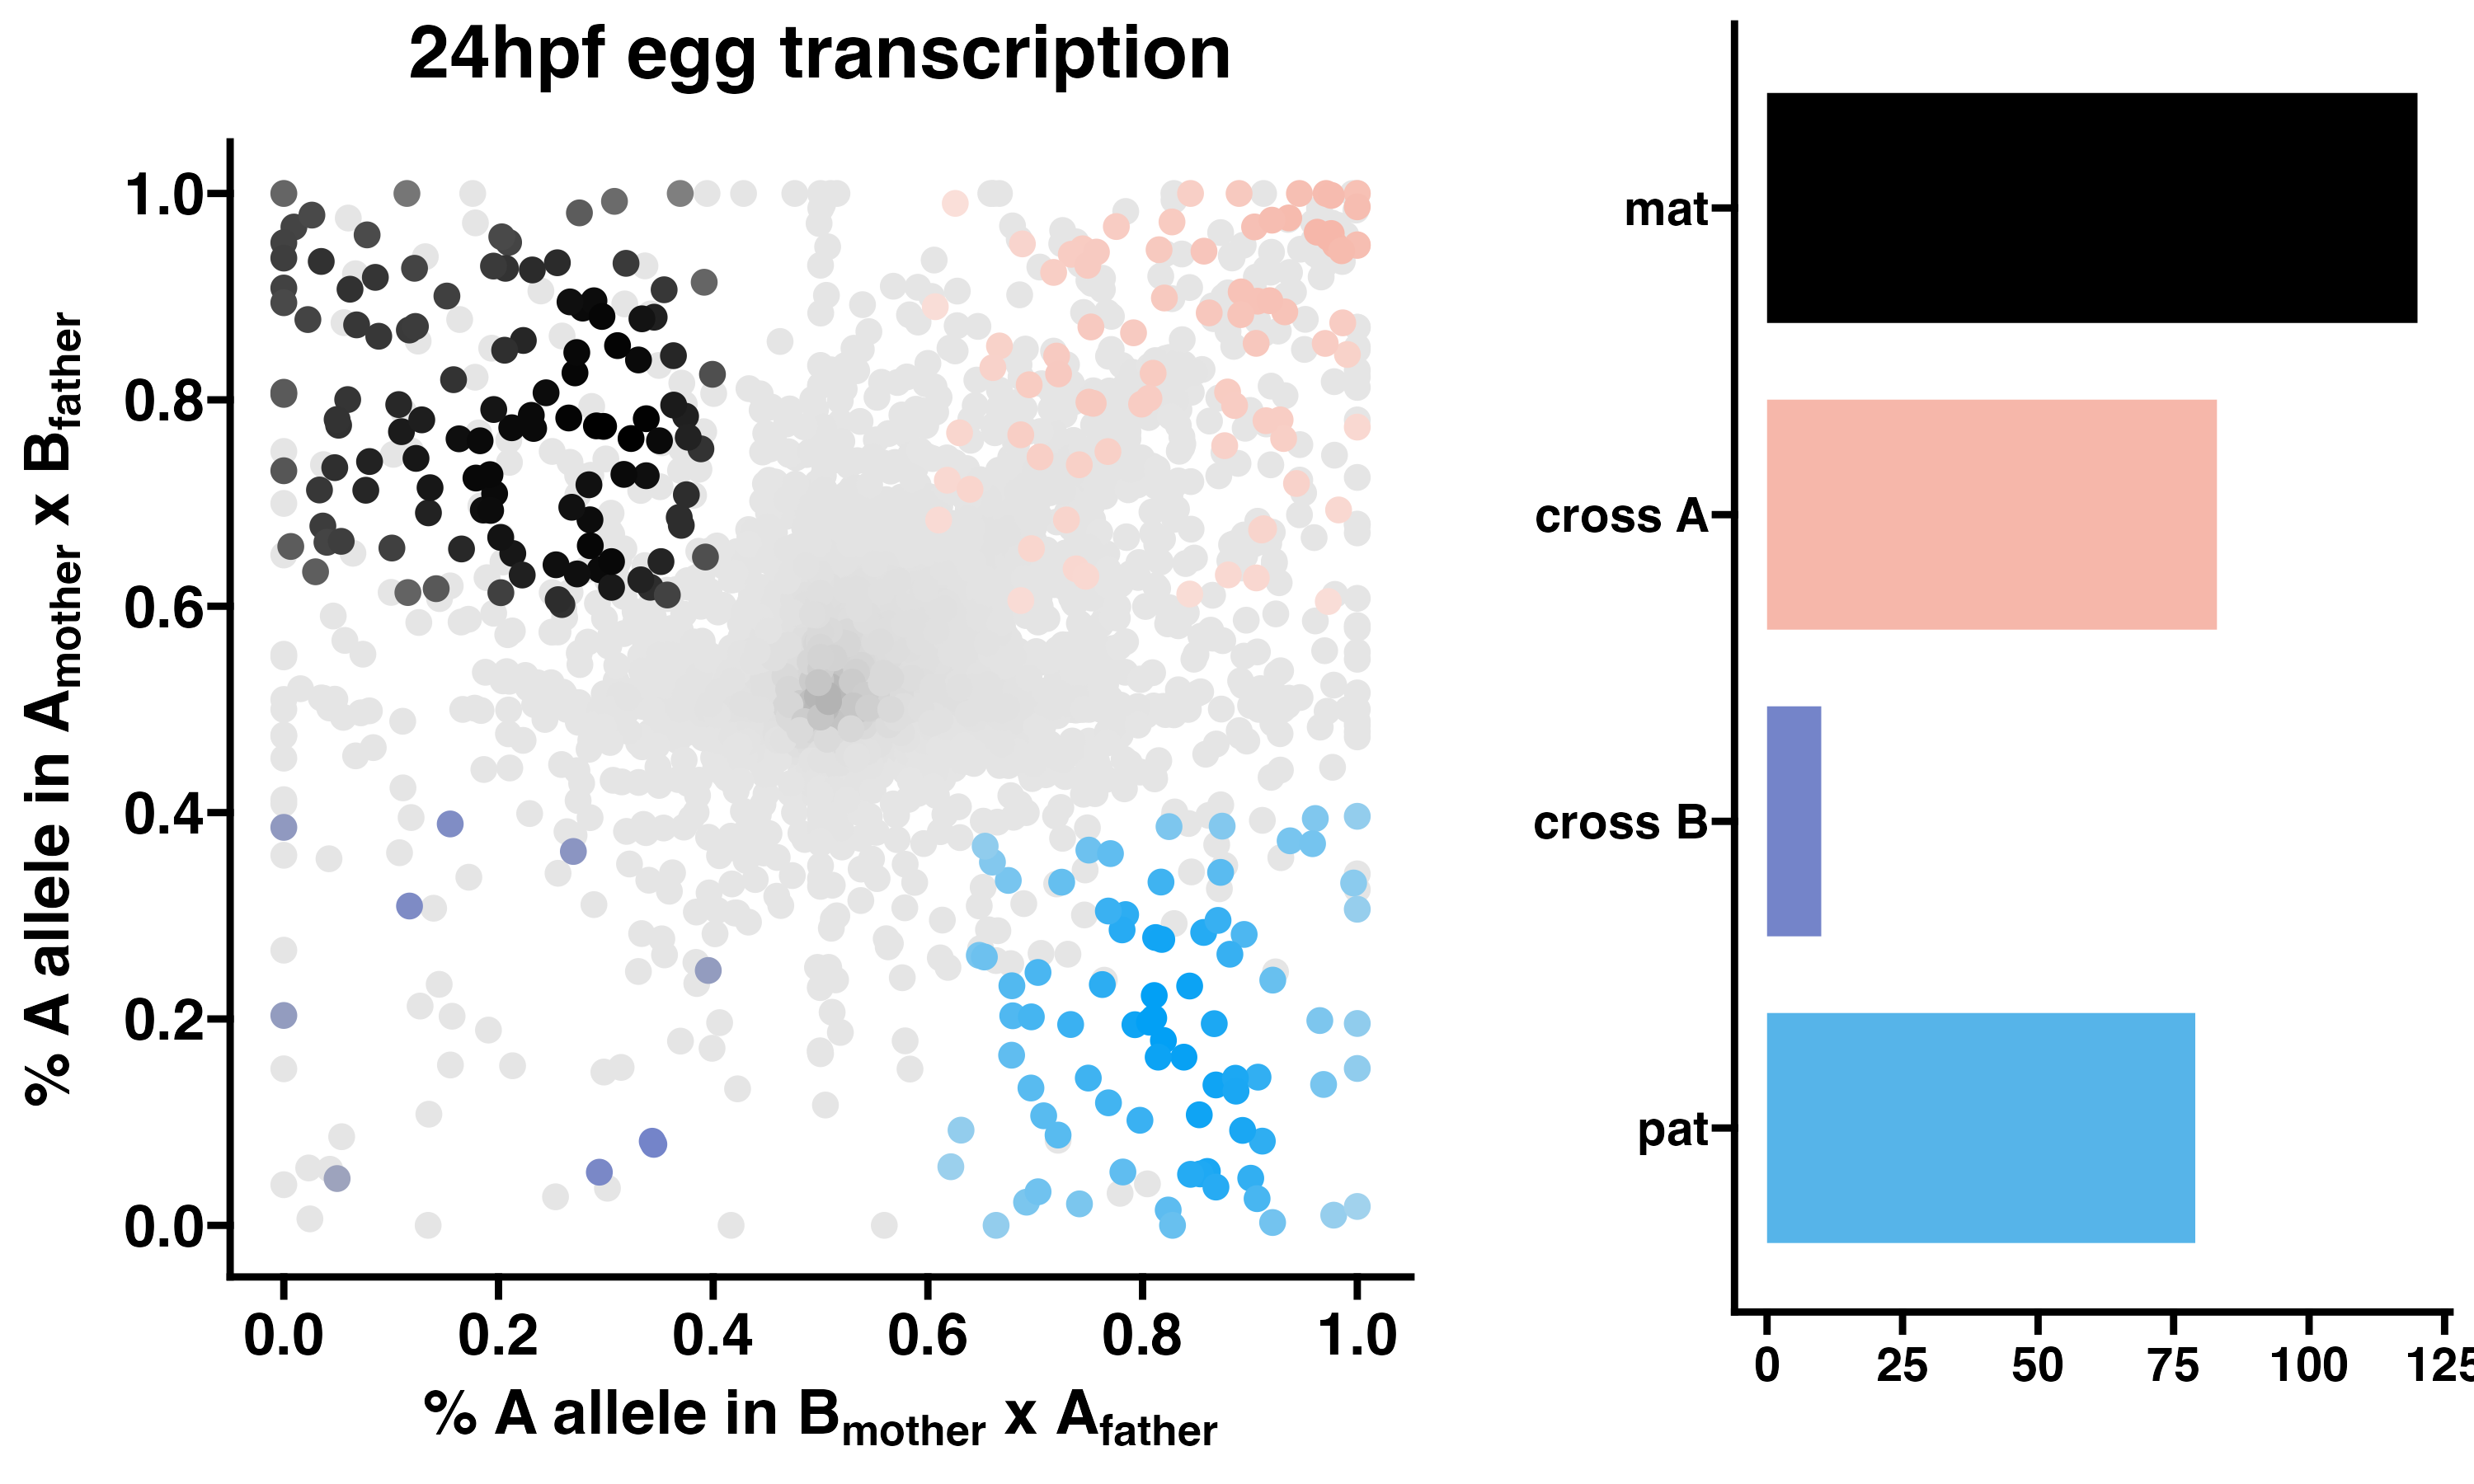 24hpf egg transcription
% A allele in Amother x Bfather
1.0
0.8
0.6
0.4
0.2
0.0
0.0 0.2 0.4 0.6 0.8 1.0
% A allele in Bmother x Afather
mat
cross A
cross B
pat
0 25 50 75 100 125